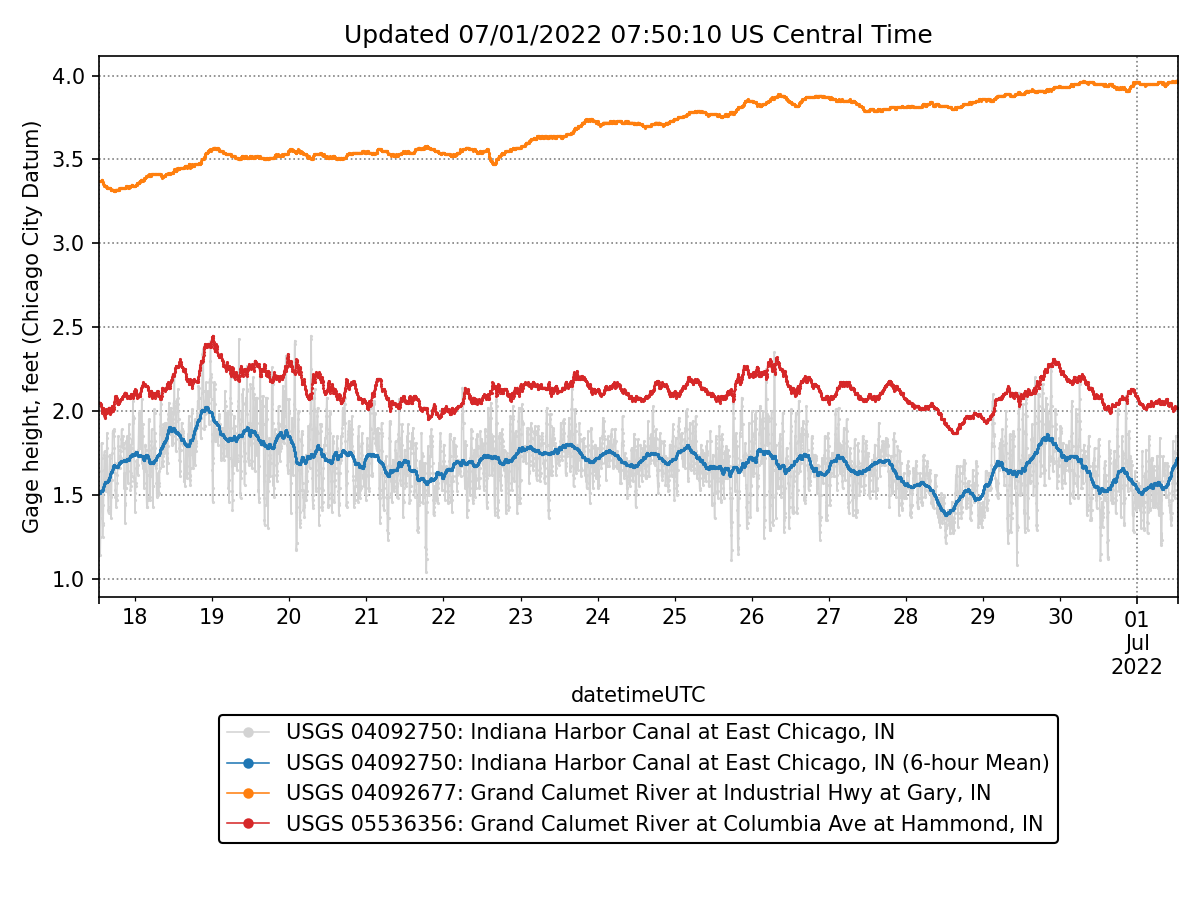 Updated 07/01/2022 07:50:10 US Central Time
Gage height, feet (Chicago City Datum)
4.0
3.5
3.0
2.5
2.0
1.5
1.0
18 19 20 21 22 23 24 25 26 27 28 29 30 01
Jul
2022
datetimeUTC
USGS 04092750: Indiana Harbor Canal at East Chicago, IN
USGS 04092750: Indiana Harbor Canal at East Chicago, IN (6-hour Mean)
USGS 04092677: Grand Calumet River at Industrial Hwy at Gary, IN
USGS 05536356: Grand Calumet River at Columbia Ave at Hammond, IN